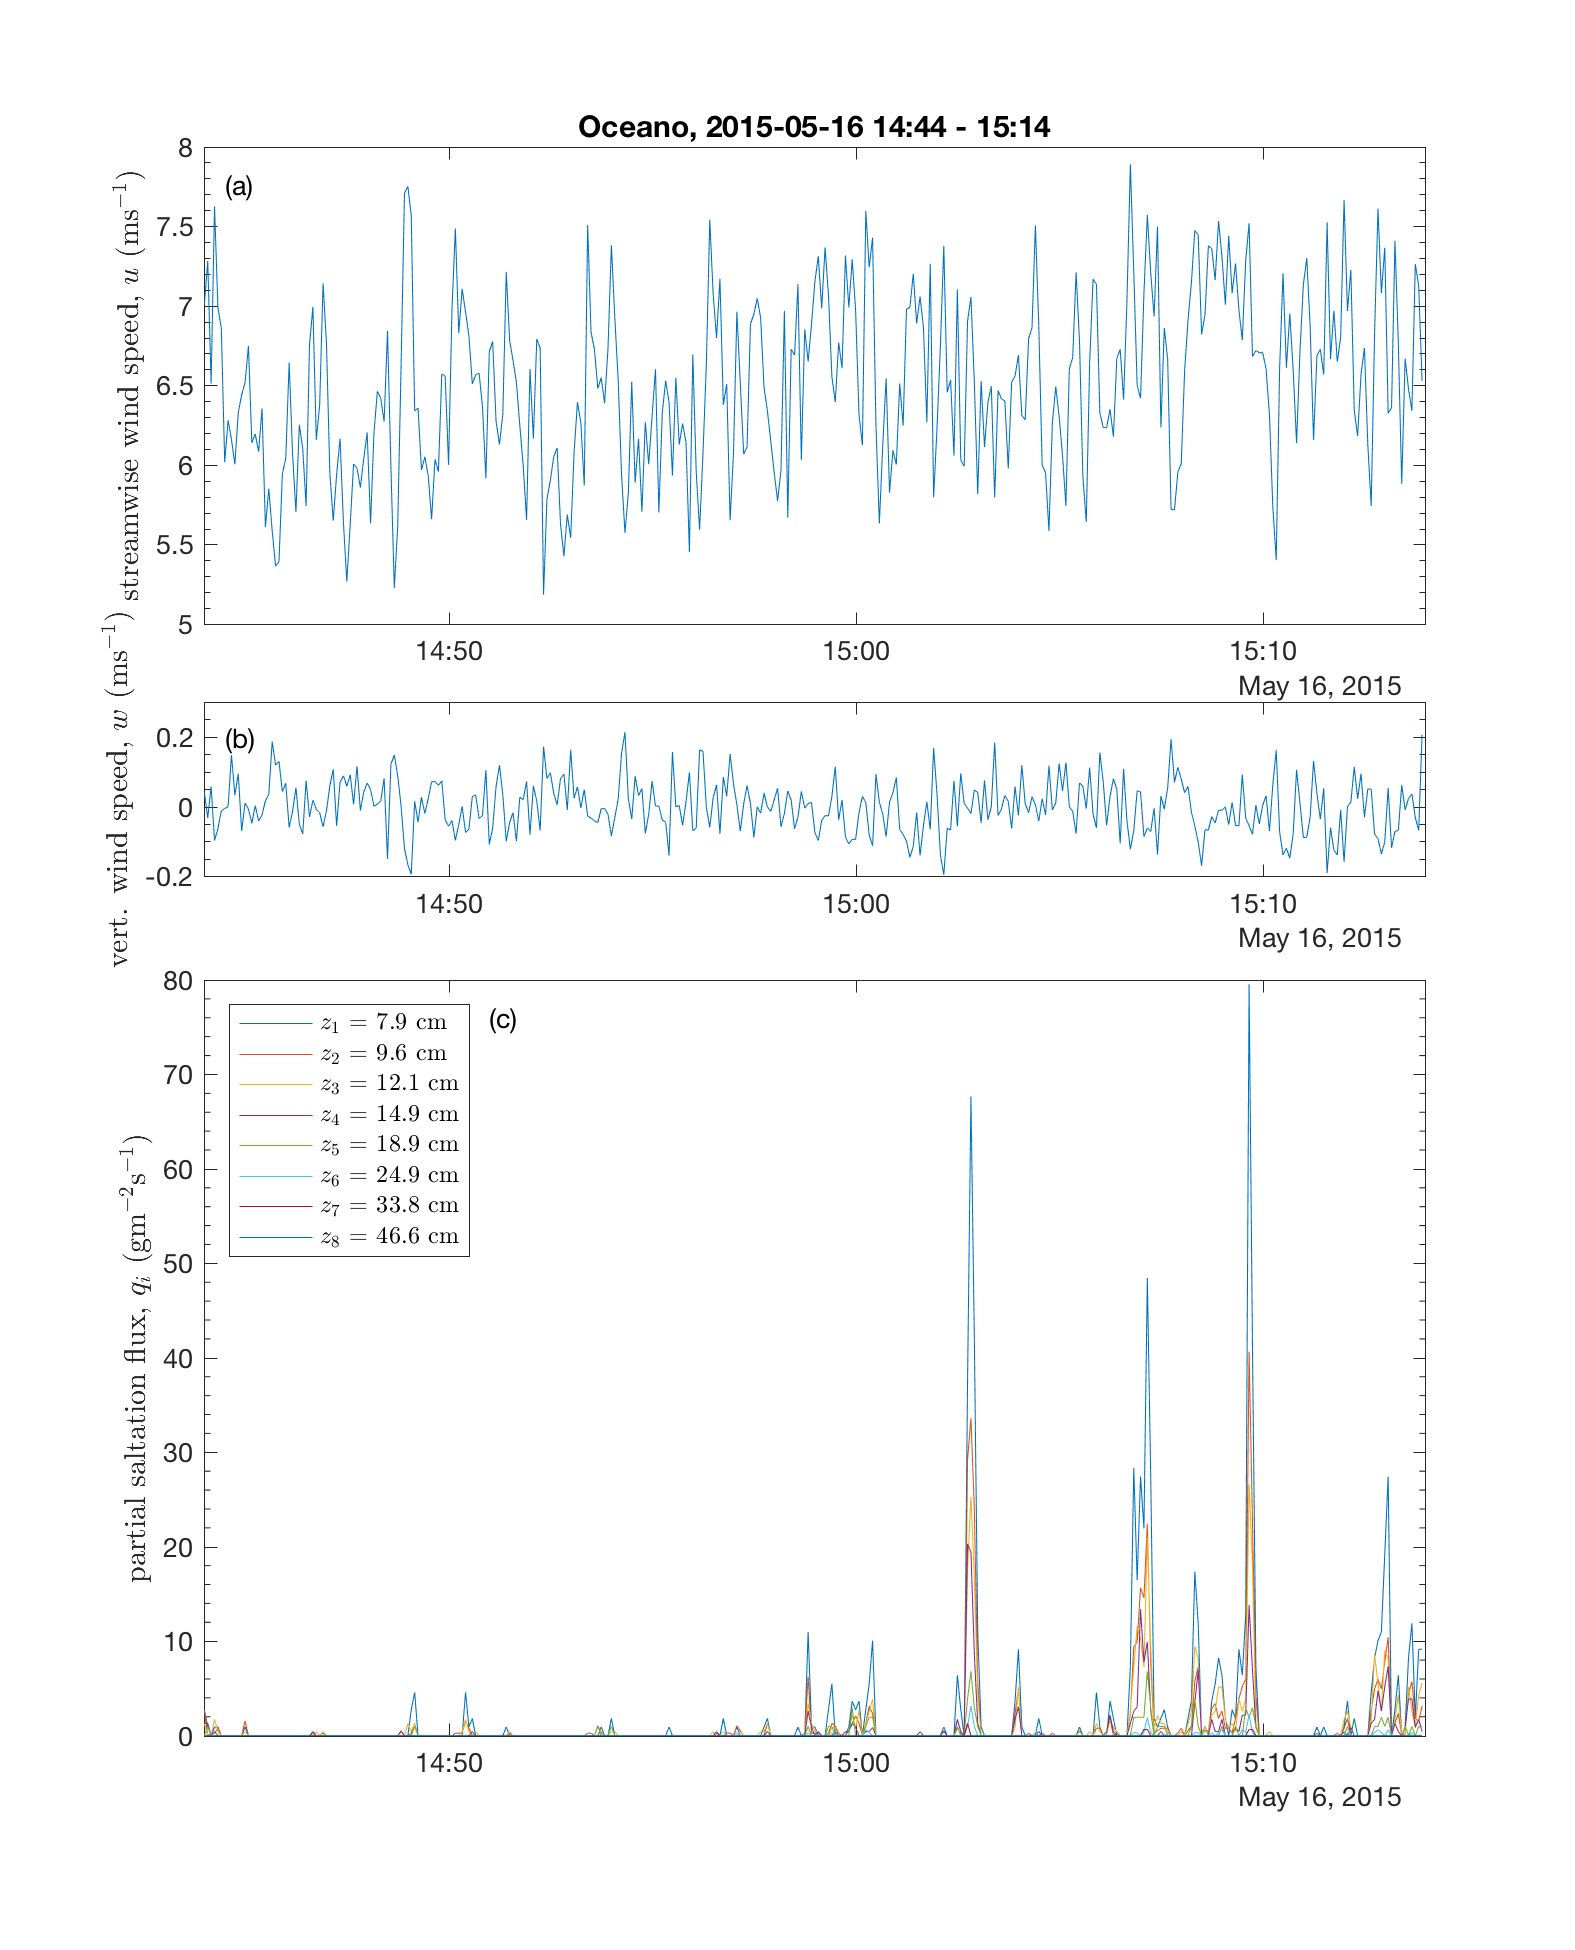 Oceano, 2015-05-16 14:44 - 15:14
(a)
streamwise wind speed, u (ms⁻¹)
8
7.5
7
6.5
6
5.5
5
14:50 15:00 15:10
May 16, 2015
(b)
vert. wind speed, w (ms⁻¹)
0.2
0
-0.2
14:50 15:00 15:10
May 16, 2015
(c)
partial saltation flux, qᵢ (gm⁻²s⁻¹)
80
70
60
50
40
30
20
10
0
z₁ = 7.9 cm
z₂ = 9.6 cm
z₃ = 12.1 cm
z₄ = 14.9 cm
z₅ = 18.9 cm
z₆ = 24.9 cm
z₇ = 33.8 cm
z₈ = 46.6 cm
14:50 15:00 15:10
May 16, 2015